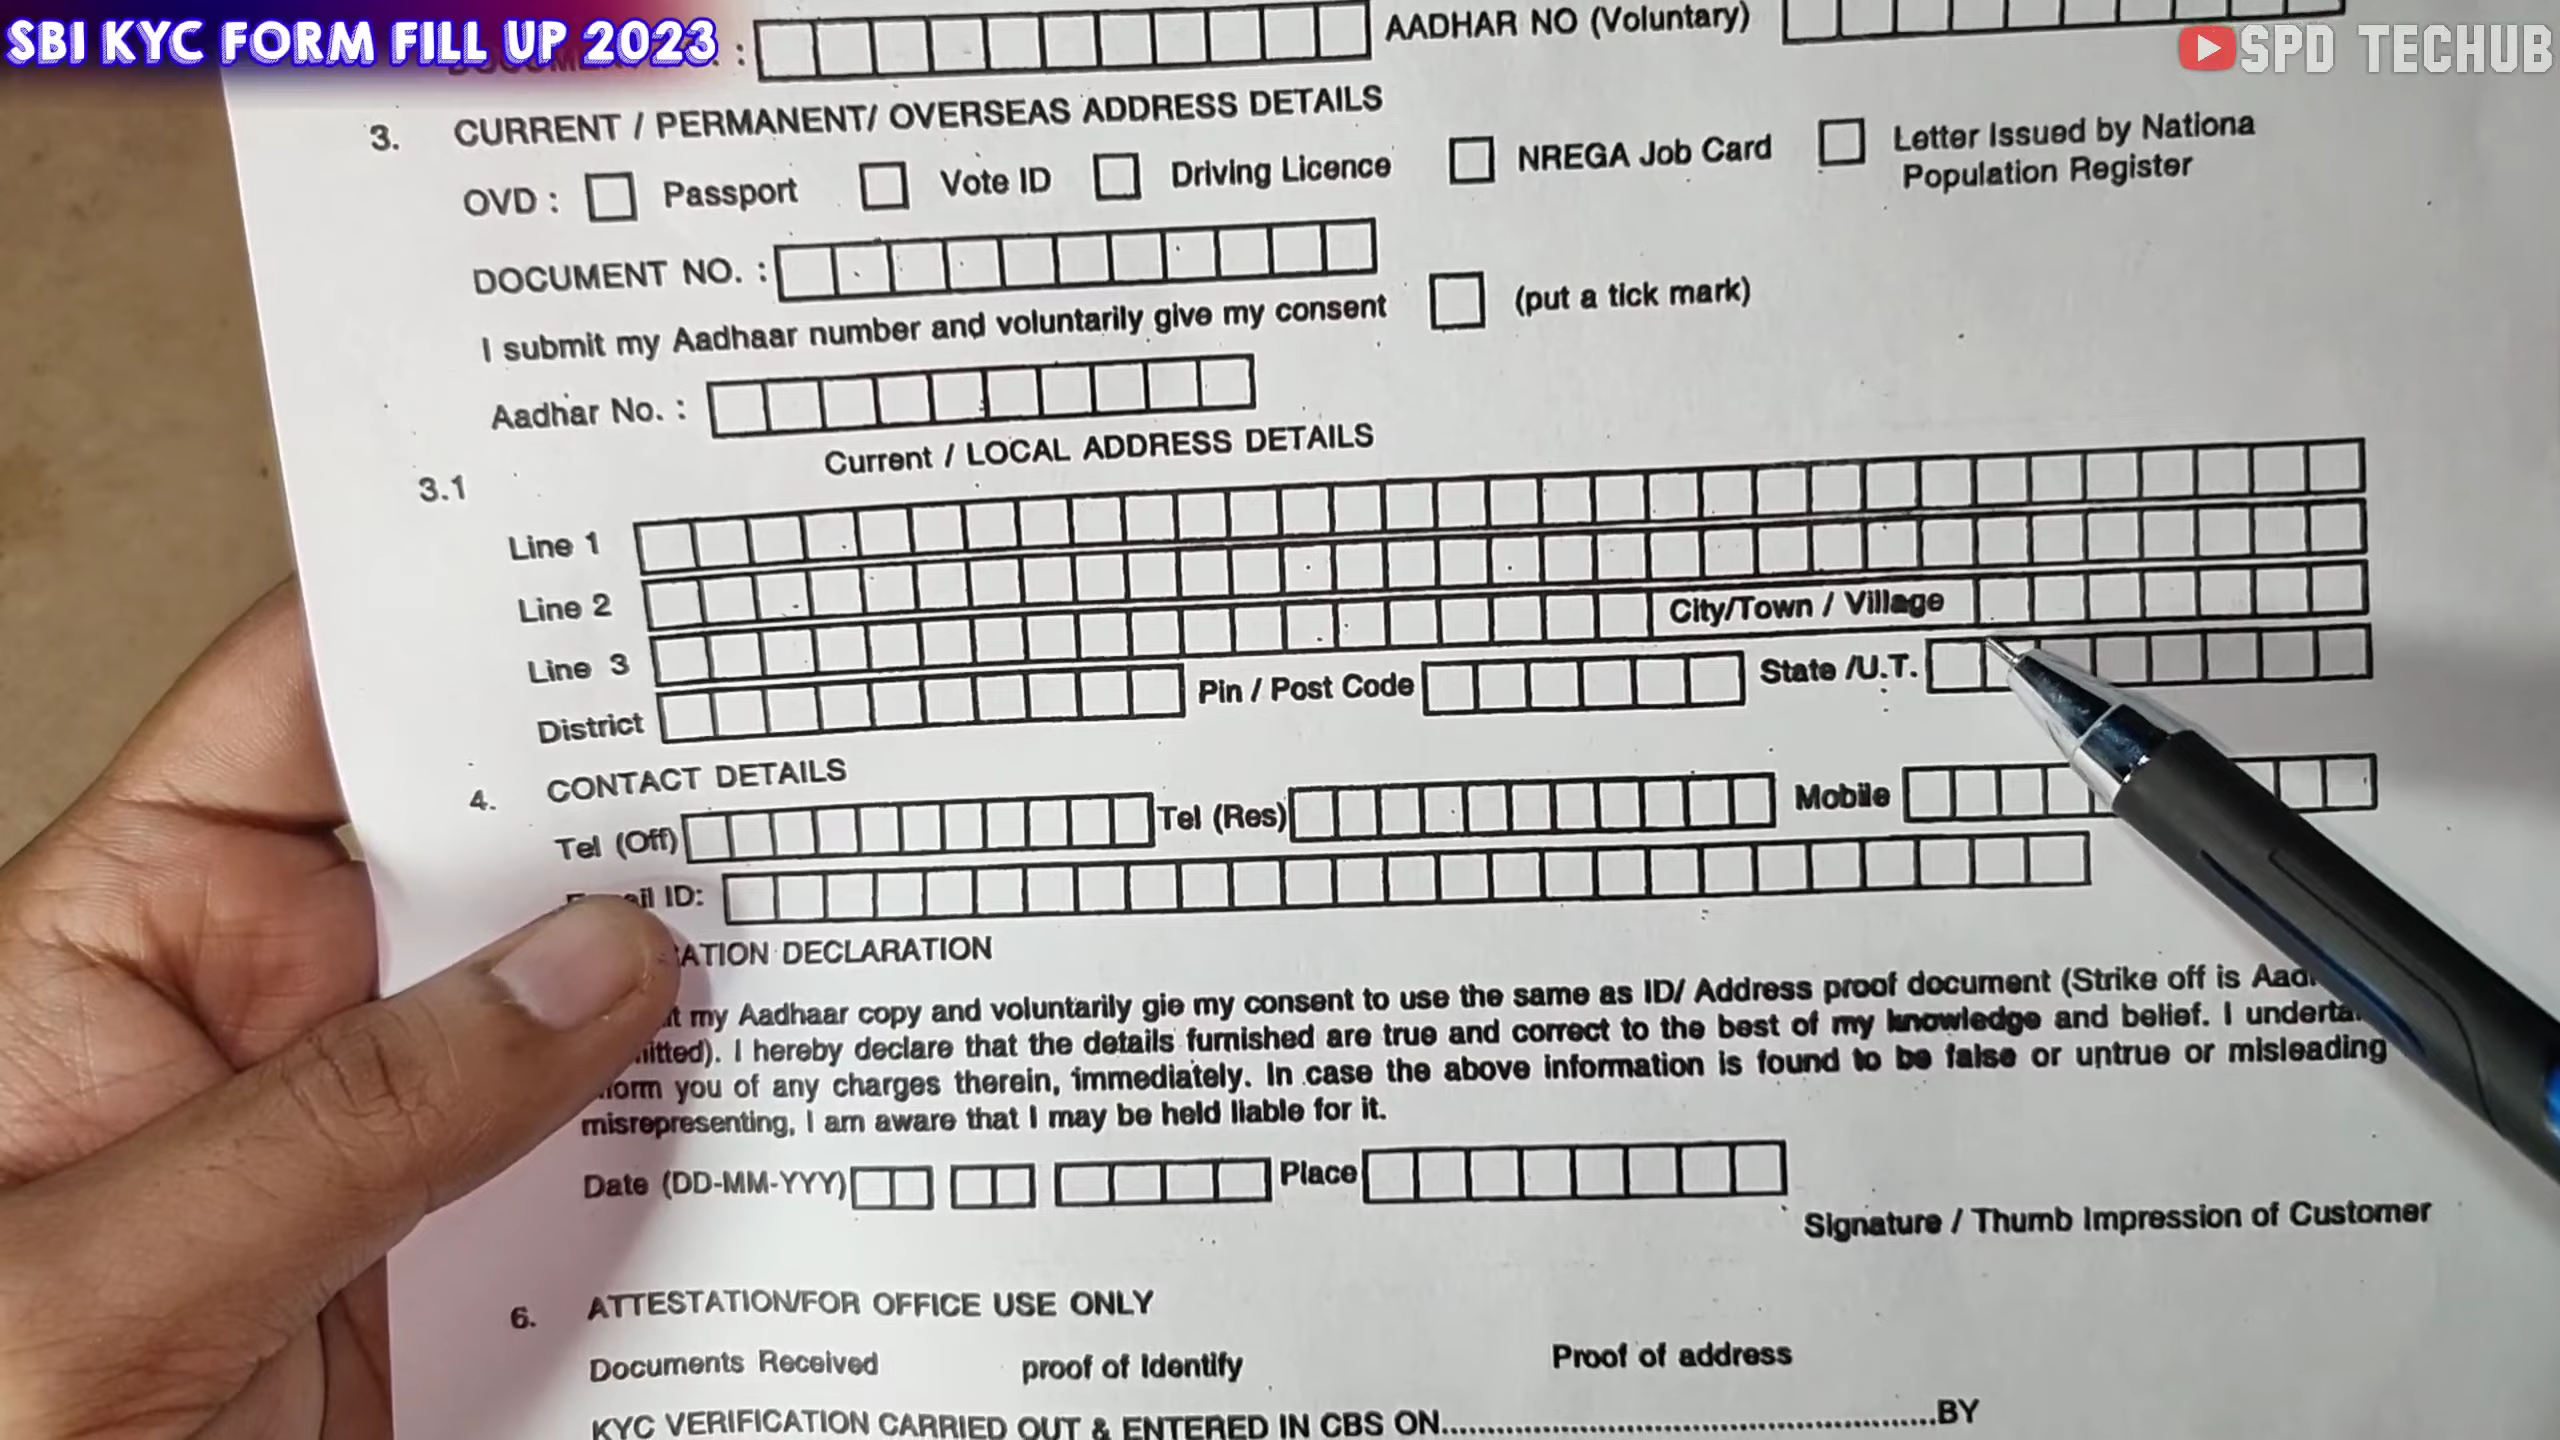 SBI KYC FORM FILL UP 2023
SPD TECHUB
: AADHAR NO (Voluntary)
3. CURRENT / PERMANENT/ OVERSEAS ADDRESS DETAILS
OVD : Passport Vote ID Driving Licence NREGA Job Card Letter Issued by Nationa
Population Register
DOCUMENT NO. :
I submit my Aadhaar number and voluntarily give my consent (put a tick mark)
Aadhar No. :
3.1 Current / LOCAL ADDRESS DETAILS
Line 1
Line 2
Line 3 City/Town / Village
District Pin / Post Code State /U.T.
4. CONTACT DETAILS
Tel (Off) Tel (Res) Mobile
ID:
DECLARATION
my Aadhaar copy and voluntarily gie my consent to use the same as ID/ Address proof document (Strike off is
I hereby declare that the details furnished are true and correct to the best of my knowledge and belief. I
you of any charges therein, immediately. In case the above information is found to be false or untrue or misleading
misrepresenting, I am aware that I may be held liable for it.
Date (DD-MM-YYY) Place
Signature / Thumb Impression of Customer
6. ATTESTATION/FOR OFFICE USE ONLY
Documents Received proof of Identify Proof of address
KYC VERIFICATION CARRIED OUT & ENTERED IN CBS ON..................................................BY